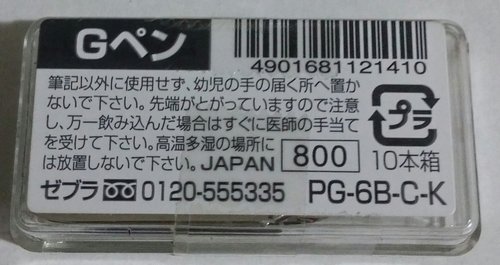 Gペン
4901681121410
筆記以外に使用せず、幼児の手の届く所へ置か
ないで下さい。先端がとがっていますので注意
し、万一飲み込んだ場合はすぐに医師の手当て
を受けて下さい。高温多湿の場所に
は放置しないで下さい。JAPAN 800 10本箱
プラ
ゼブラ 0120-555335 PG-6B-C-K